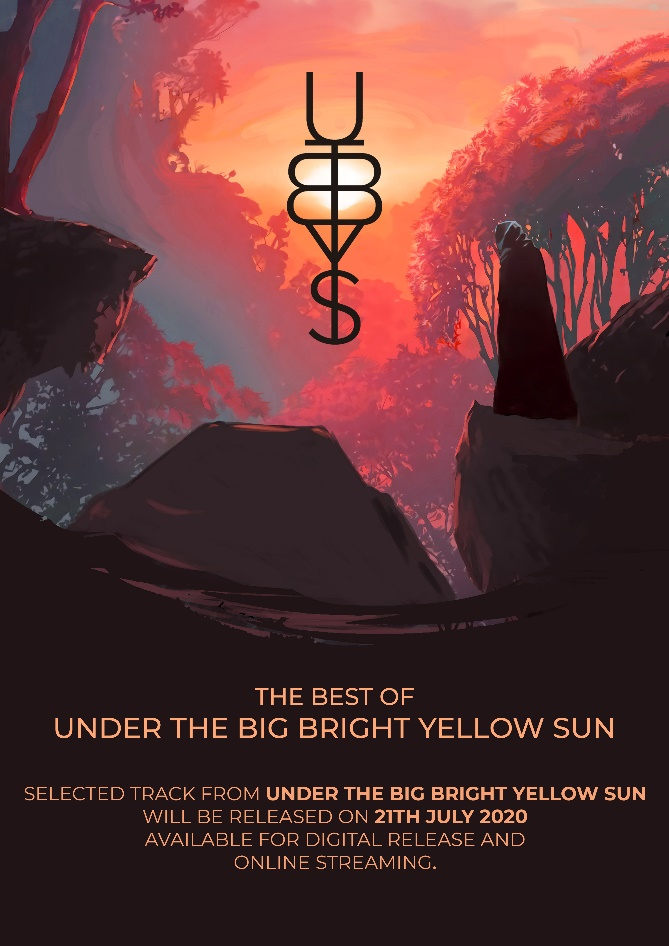 U
BB
Y
S
THE BEST OF
UNDER THE BIG BRIGHT YELLOW SUN
SELECTED TRACK FROM UNDER THE BIG BRIGHT YELLOW SUN
WILL BE RELEASED ON 21TH JULY 2020
AVAILABLE FOR DIGITAL RELEASE AND
ONLINE STREAMING.